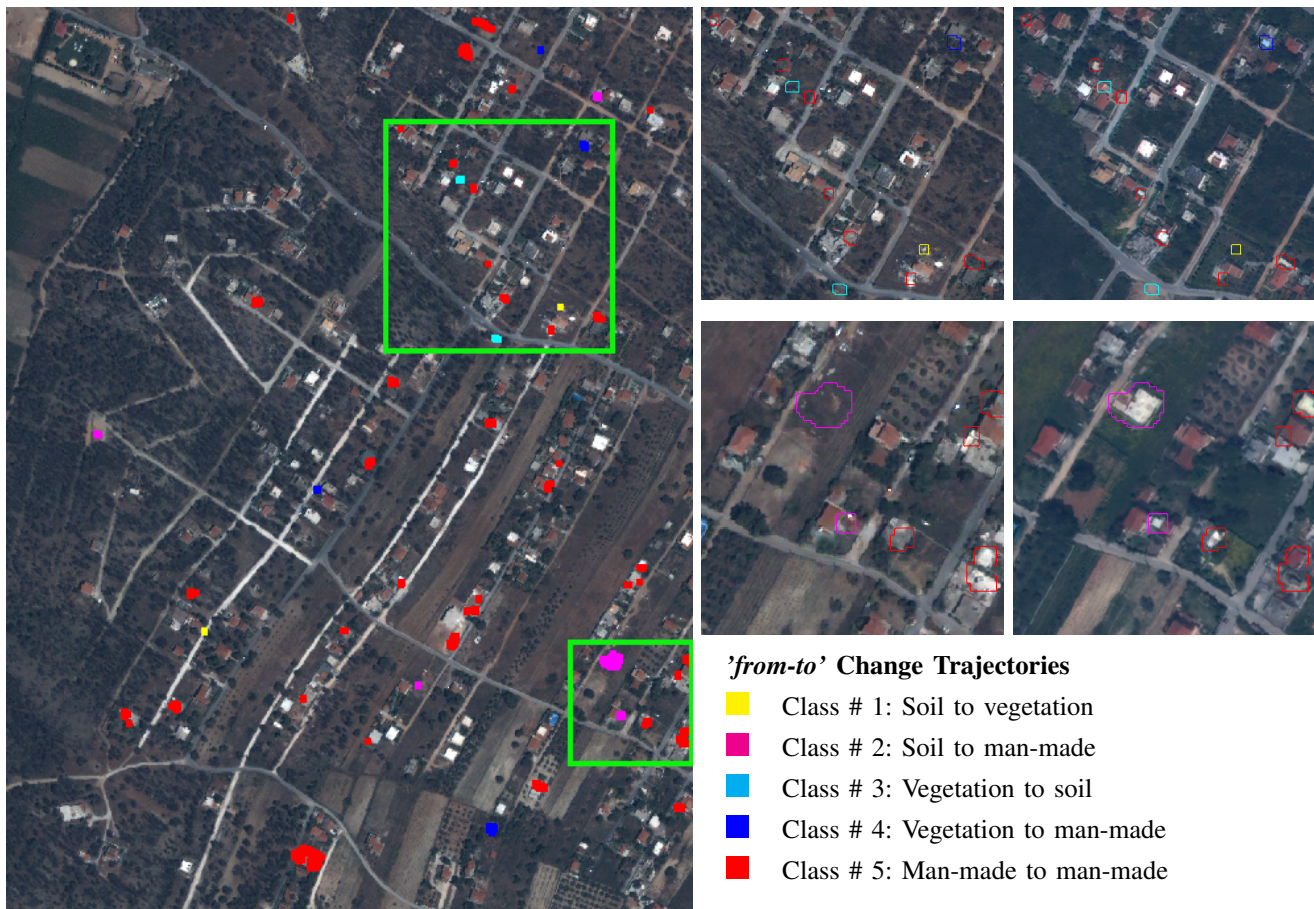 ’from-to’ Change Trajectories
Class # 1: Soil to vegetation
Class # 2: Soil to man-made
Class # 3: Vegetation to soil
Class # 4: Vegetation to man-made
Class # 5: Man-made to man-made